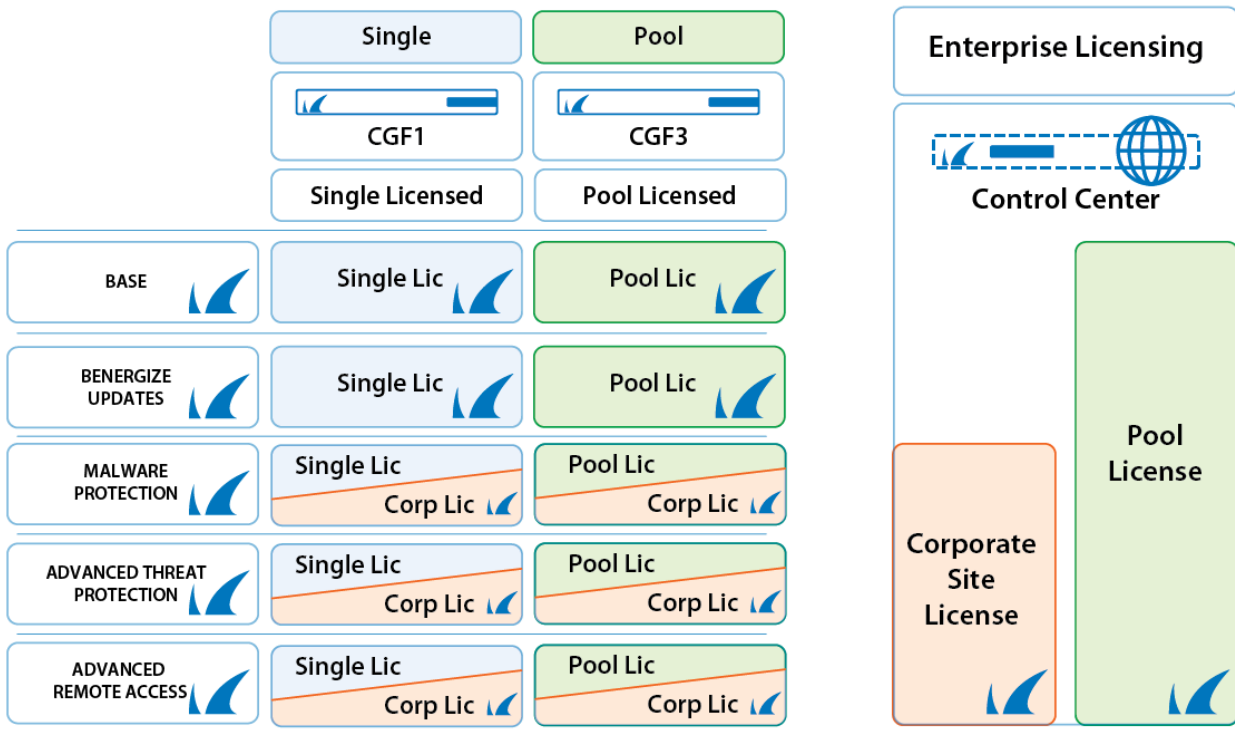 Single
Pool
Enterprise Licensing
CGF1
CGF3
Control Center
Single Licensed
Pool Licensed
BASE
Single Lic
Pool Lic
BENERGIZE
UPDATES
Single Lic
Pool Lic
MALWARE
PROTECTION
Single Lic
Corp Lic
Pool Lic
Corp Lic
ADVANCED THREAT
PROTECTION
Single Lic
Corp Lic
Pool Lic
Corp Lic
ADVANCED
REMOTE ACCESS
Single Lic
Corp Lic
Pool Lic
Corp Lic
Corporate
Site
License
Pool
License